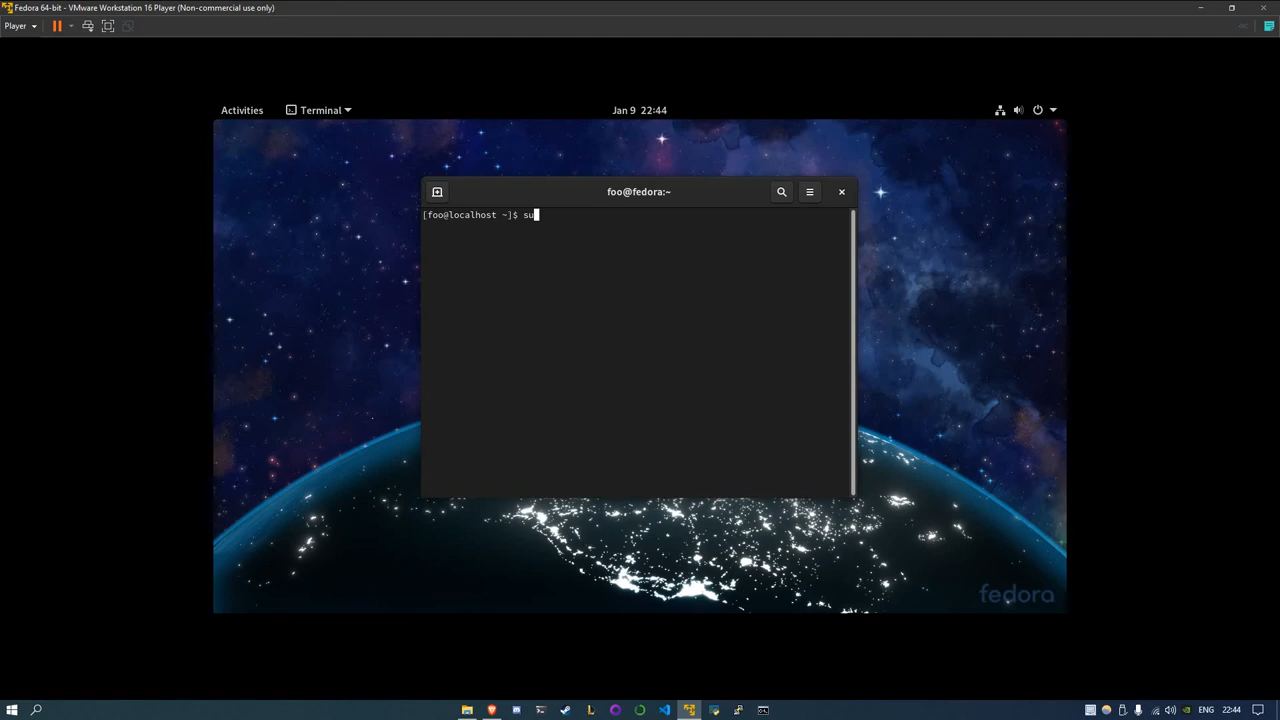 Fedora 64-bit - VMware Workstation 16 Player (Non-commercial use only)
Player
Activities Terminal Jan 9 22:44
foo@fedora:~
[foo@localhost ~]$ su
fedora
ENG 22:44